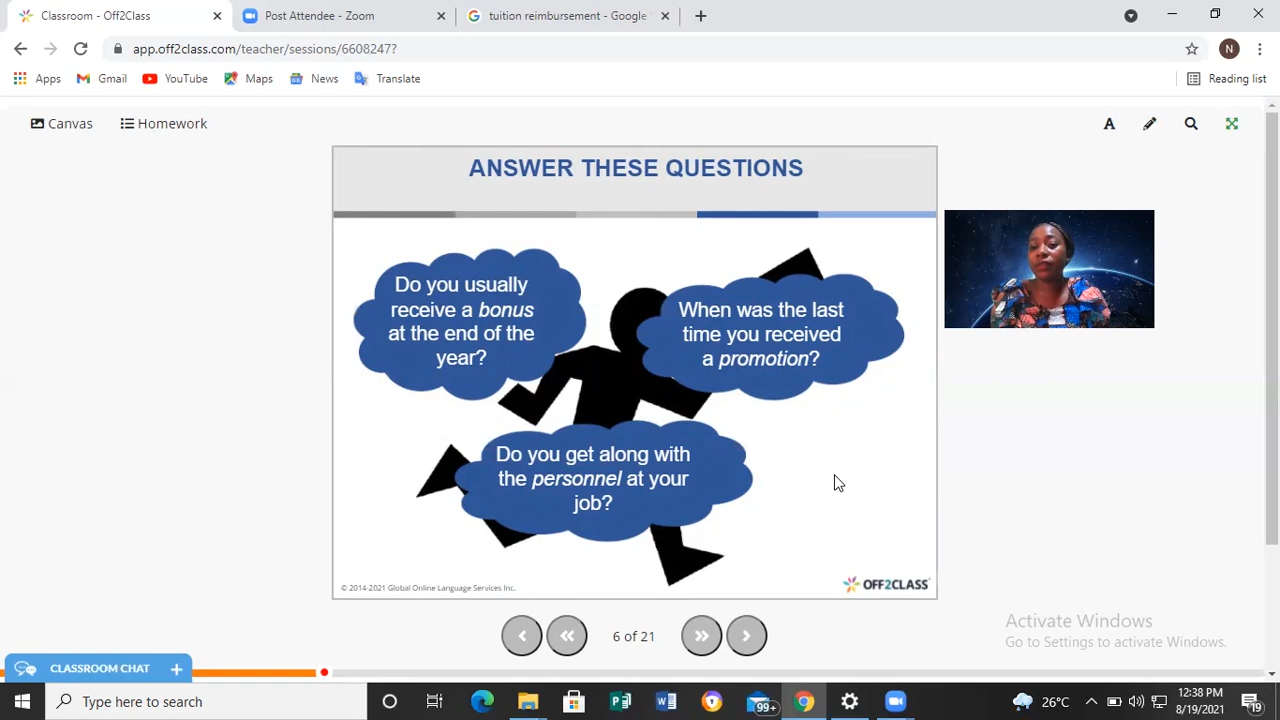 Classroom - Off2Class
Post Attendee - Zoom
tuition reimbursement - Google
app.off2class.com/teacher/sessions/6608247?
N
Apps
Gmail
YouTube
Maps
News
Translate
Reading list
Canvas
Homework
A
ANSWER THESE QUESTIONS
Do you usually
receive a bonus
at the end of the
year?
When was the last
time you received
a promotion?
Do you get along with
the personnel at your
job?
© 2014-2021 Global Online Language Services Inc.
OFF2CLASS
6 of 21
Activate Windows
Go to Settings to activate Windows.
CLASSROOM CHAT +
Type here to search
99+
26°C
12:38 PM
8/19/2021
19